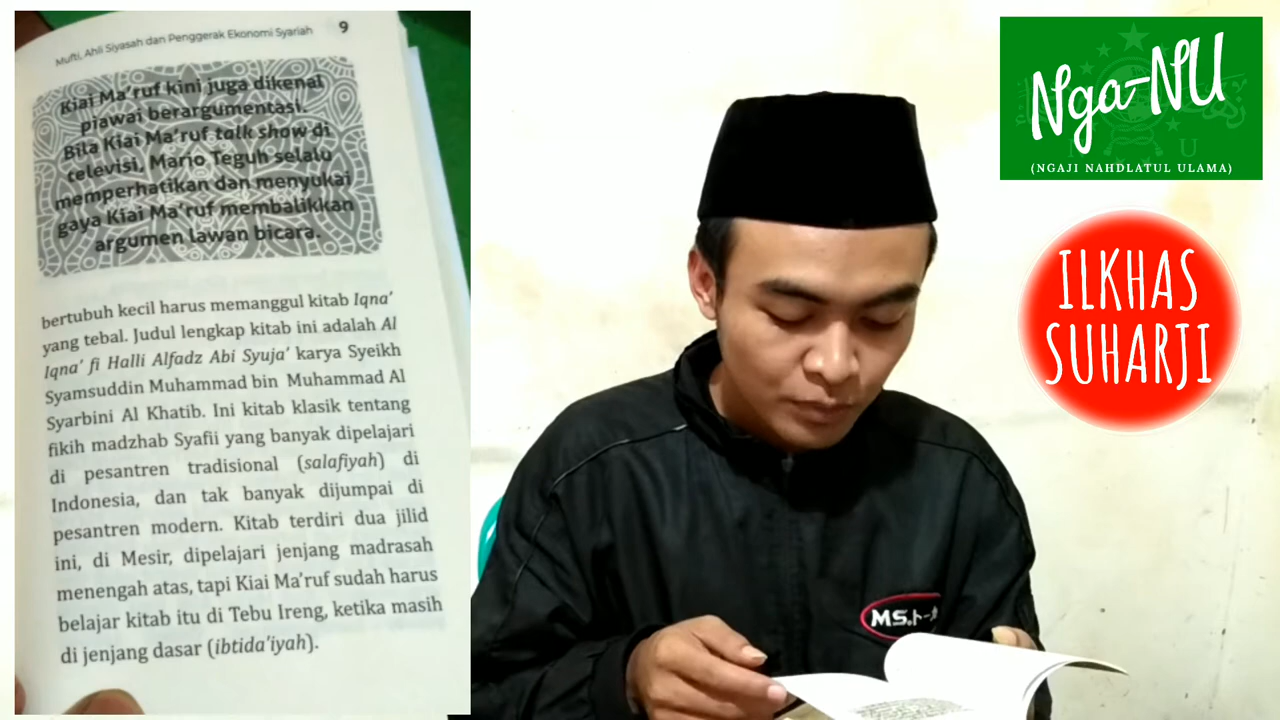 Mufti, Ahli Siyasah dan Penggerak Ekonomi Syariah 9
Kiai Ma'ruf kini juga dikenal
piawai berargumentasi.
Bila Kiai Ma'ruf talk show di
televisi, Mario Teguh selalu
memperhatikan dan menyukai
gaya Kiai Ma'ruf membalikkan
argumen lawan bicara.
bertubuh kecil harus memanggul kitab Iqna'
yang tebal. Judul lengkap kitab ini adalah Al
Iqna' fi Halli Alfadz Abi Syuja' karya Syeikh
Syamsuddin Muhammad bin Muhammad Al
Syarbini Al Khatib. Ini kitab klasik tentang
fikih madzhab Syafii yang banyak dipelajari
di pesantren tradisional (salafiyah) di
Indonesia, dan tak banyak dijumpai di
pesantren modern. Kitab terdiri dua jilid
ini, di Mesir, dipelajari jenjang madrasah
menengah atas, tapi Kiai Ma'ruf sudah harus
belajar kitab itu di Tebu Ireng, ketika masih
di jenjang dasar (ibtida'iyah).
Nga-NU
(NGAJI NAHDLATUL ULAMA)
ILKHAS
SUHARJI
MS.